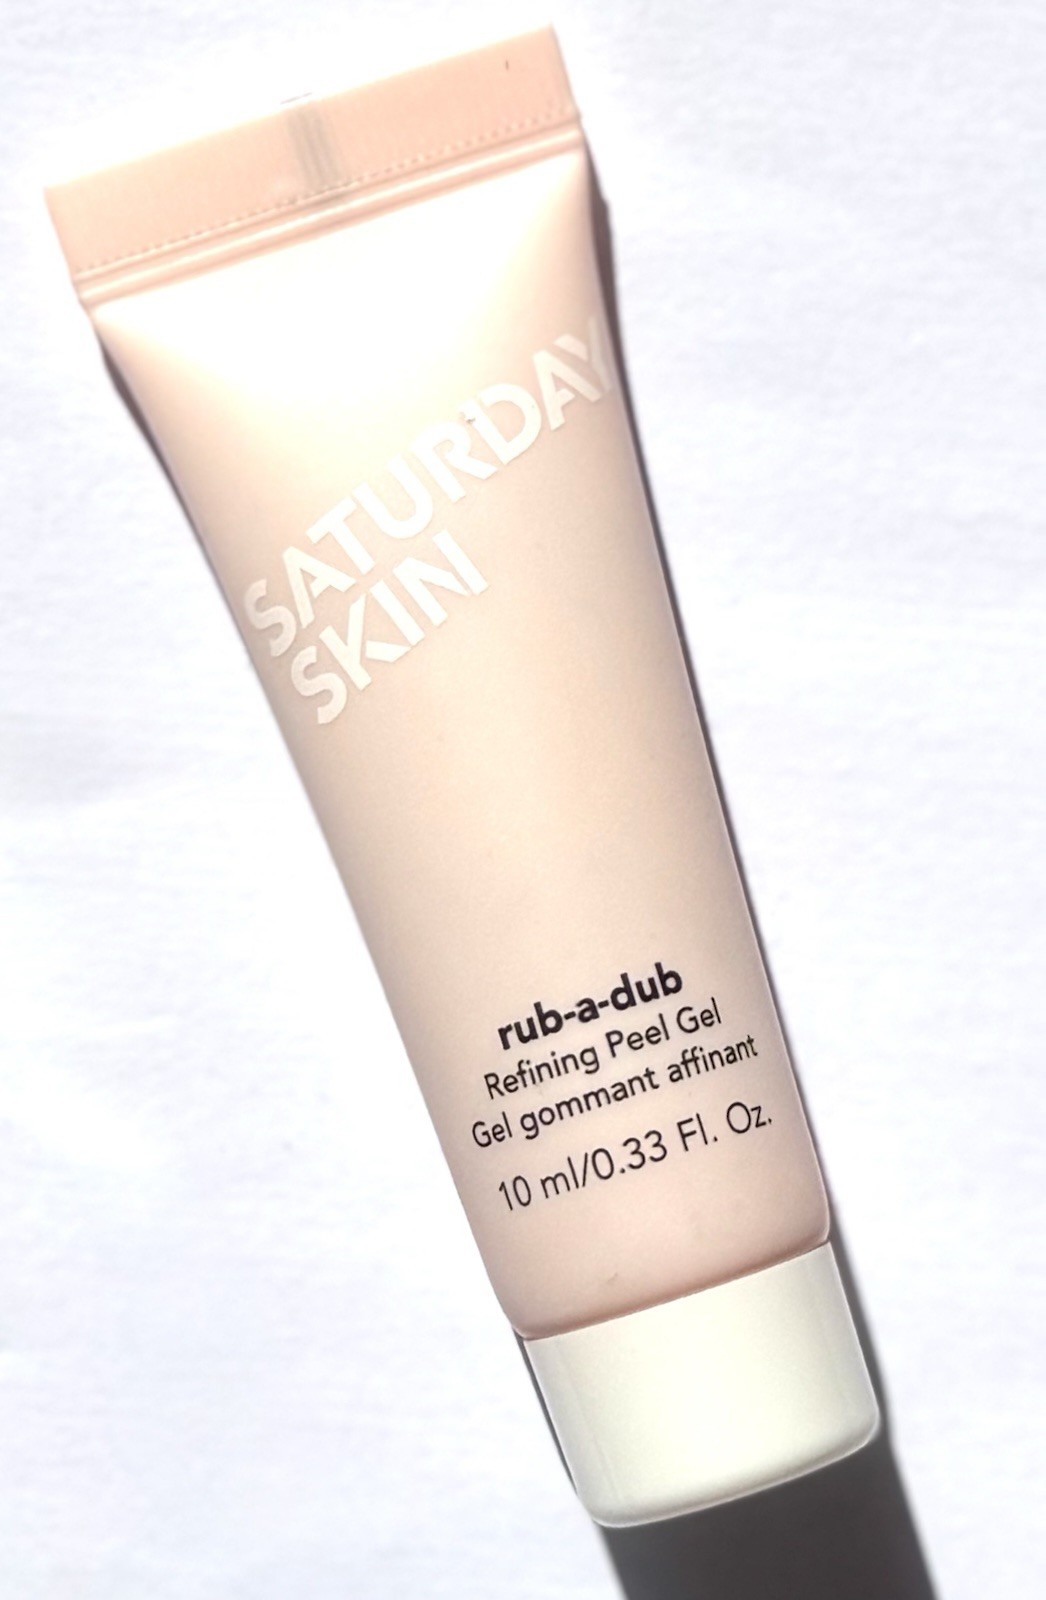 SATURDAY
SKIN
rub-a-dub
Refining Peel Gel
Gel gommant affinant
10 ml/0.33 Fl. Oz.